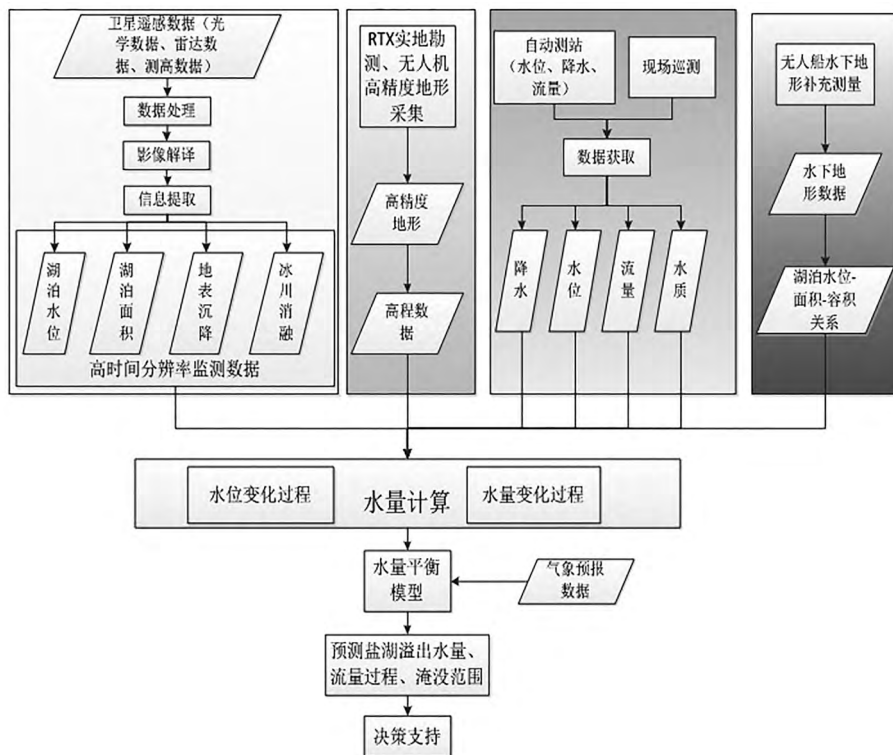 卫星遥感数据（光
学数据、雷达数
据、测高数据）
数据处理
影像解译
信息提取
湖泊水位
湖泊面积
地表沉降
冰川消融
高时间分辨率监测数据
RTX实地勘
测、无人机
高精度地形
采集
高精度
地形
高程数
据
自动测站
（水位、降水、
流量）
现场巡测
数据获取
降水
水位
流量
水质
无人船水下地
形补充测量
水下地
形数据
湖泊水位-
面积-容积
关系
水位变化过程
水量计算
水量变化过程
水量平衡
模型
气象预报
数据
预测盐湖溢出水量、
流量过程、淹没范围
决策支持